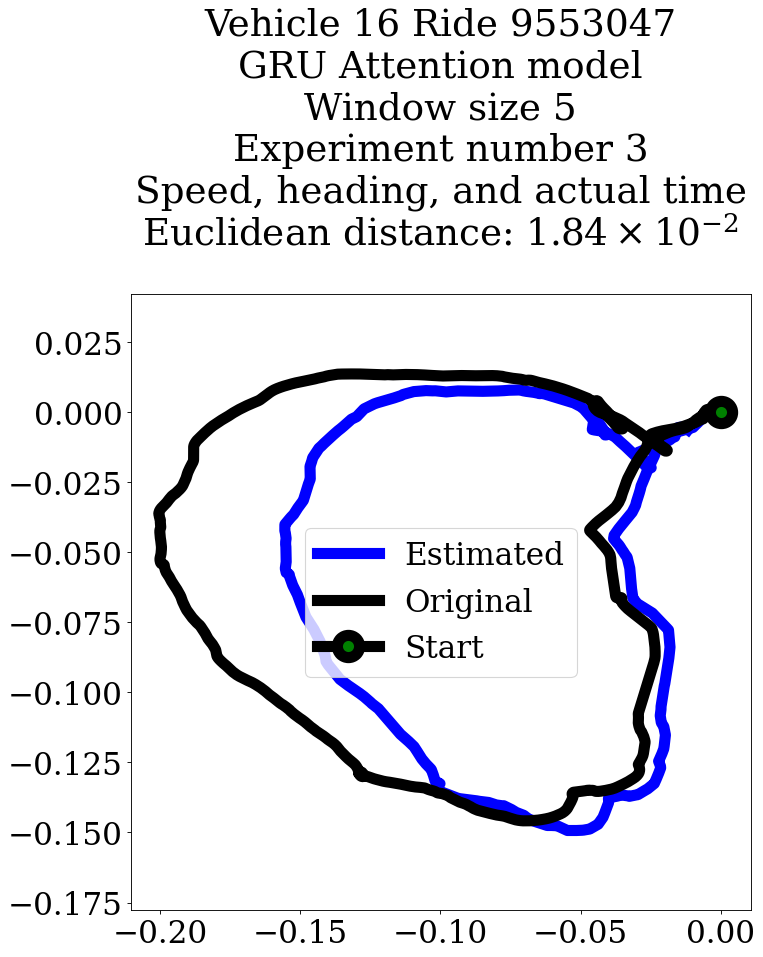 Vehicle 16 Ride 9553047
GRU Attention model
Window size 5
Experiment number 3
Speed, heading, and actual time
Euclidean distance: 1.84 × 10⁻²
0.025
0.000
−0.025
−0.050
−0.075
−0.100
−0.125
−0.150
−0.175
Estimated
Original
Start
−0.20 −0.15 −0.10 −0.05 0.00